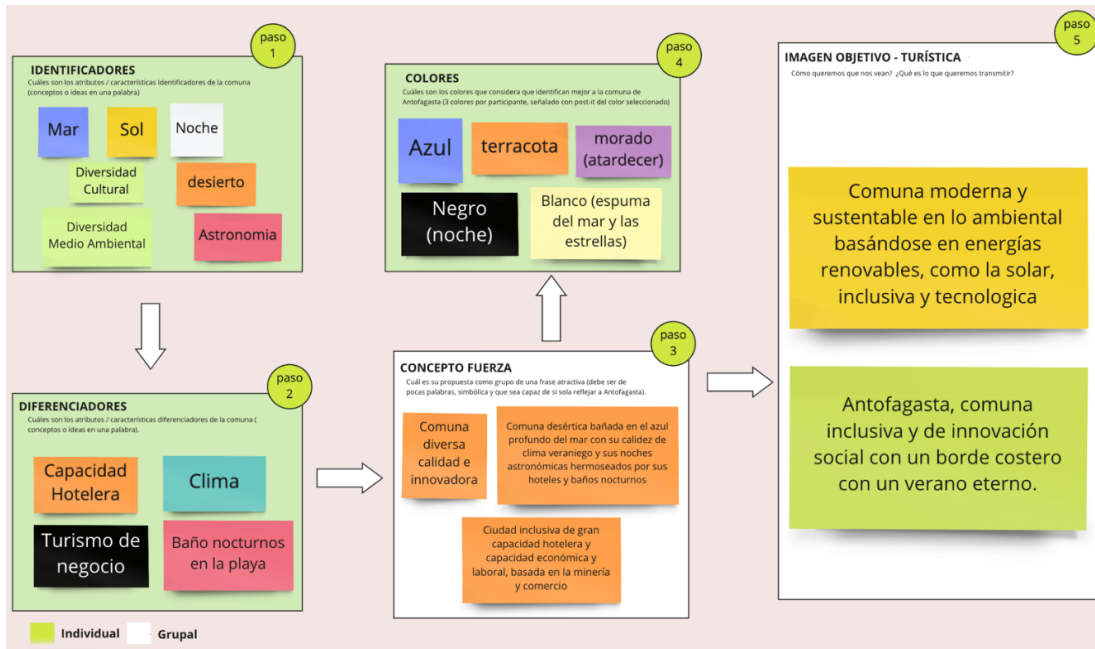 paso
1
IDENTIFICADORES
Cuáles son los atributos / características Identificadores de la comuna
(conceptos o ideas en una palabra)
Mar
Sol
Noche
Diversidad
Cultural
desierto
Diversidad
Medio Ambiental
Astronomia
paso
2
DIFERENCIADORES
Cuáles son los atributos / características diferenciadores de la comuna (
conceptos o ideas en una palabra).
Capacidad
Hotelera
Clima
Turismo de
negocio
Baño nocturnos
en la playa
paso
3
CONCEPTO FUERZA
Cuál es su propuesta como grupo de una frase atractiva (debe ser de
pocas palabras, simbólica y que sea capaz de si sola reflejar a Antofagasta).
Comuna
diversa
calidad e
innovadora
Comuna desértica bañada en el azul
profundo del mar con su calidez de
clima veraniego y sus noches
astronómicas hermoseados por sus
hoteles y baños nocturnos
Ciudad inclusiva de gran
capacidad hotelera y
capacidad económica y
laboral, basada en la minería
y comercio
paso
4
COLORES
Cuáles son los colores que considera que identifican mejor a la comuna de
Antofagasta (3 colores por participante, señalado con post-it del color seleccionado)
Azul
terracota
morado
(atardecer)
Negro
(noche)
Blanco (espuma
del mar y las
estrellas)
paso
5
IMAGEN OBJETIVO - TURÍSTICA
Cómo queremos que nos vean? ¿Qué es lo que queremos transmitir?
Comuna moderna y
sustentable en lo ambiental
basándose en energías
renovables, como la solar,
inclusiva y tecnologica
Antofagasta, comuna
inclusiva y de innovación
social con un borde costero
con un verano eterno.
Individual
Grupal